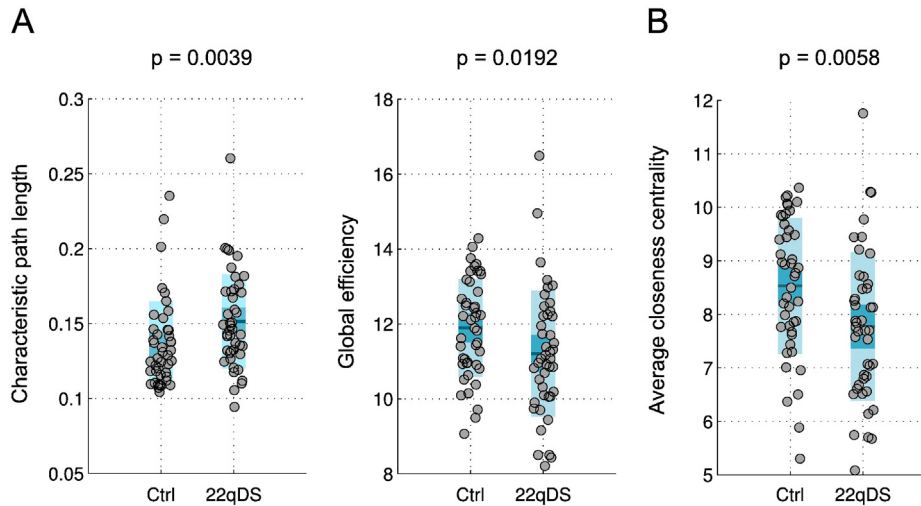 A
B
p = 0.0039
p = 0.0192
p = 0.0058
Characteristic path length
0.3
0.25
0.2
0.15
0.1
0.05
Ctrl 22qDS
Global efficiency
18
16
14
12
10
8
Ctrl 22qDS
Average closeness centrality
12
11
10
9
8
7
6
5
Ctrl 22qDS